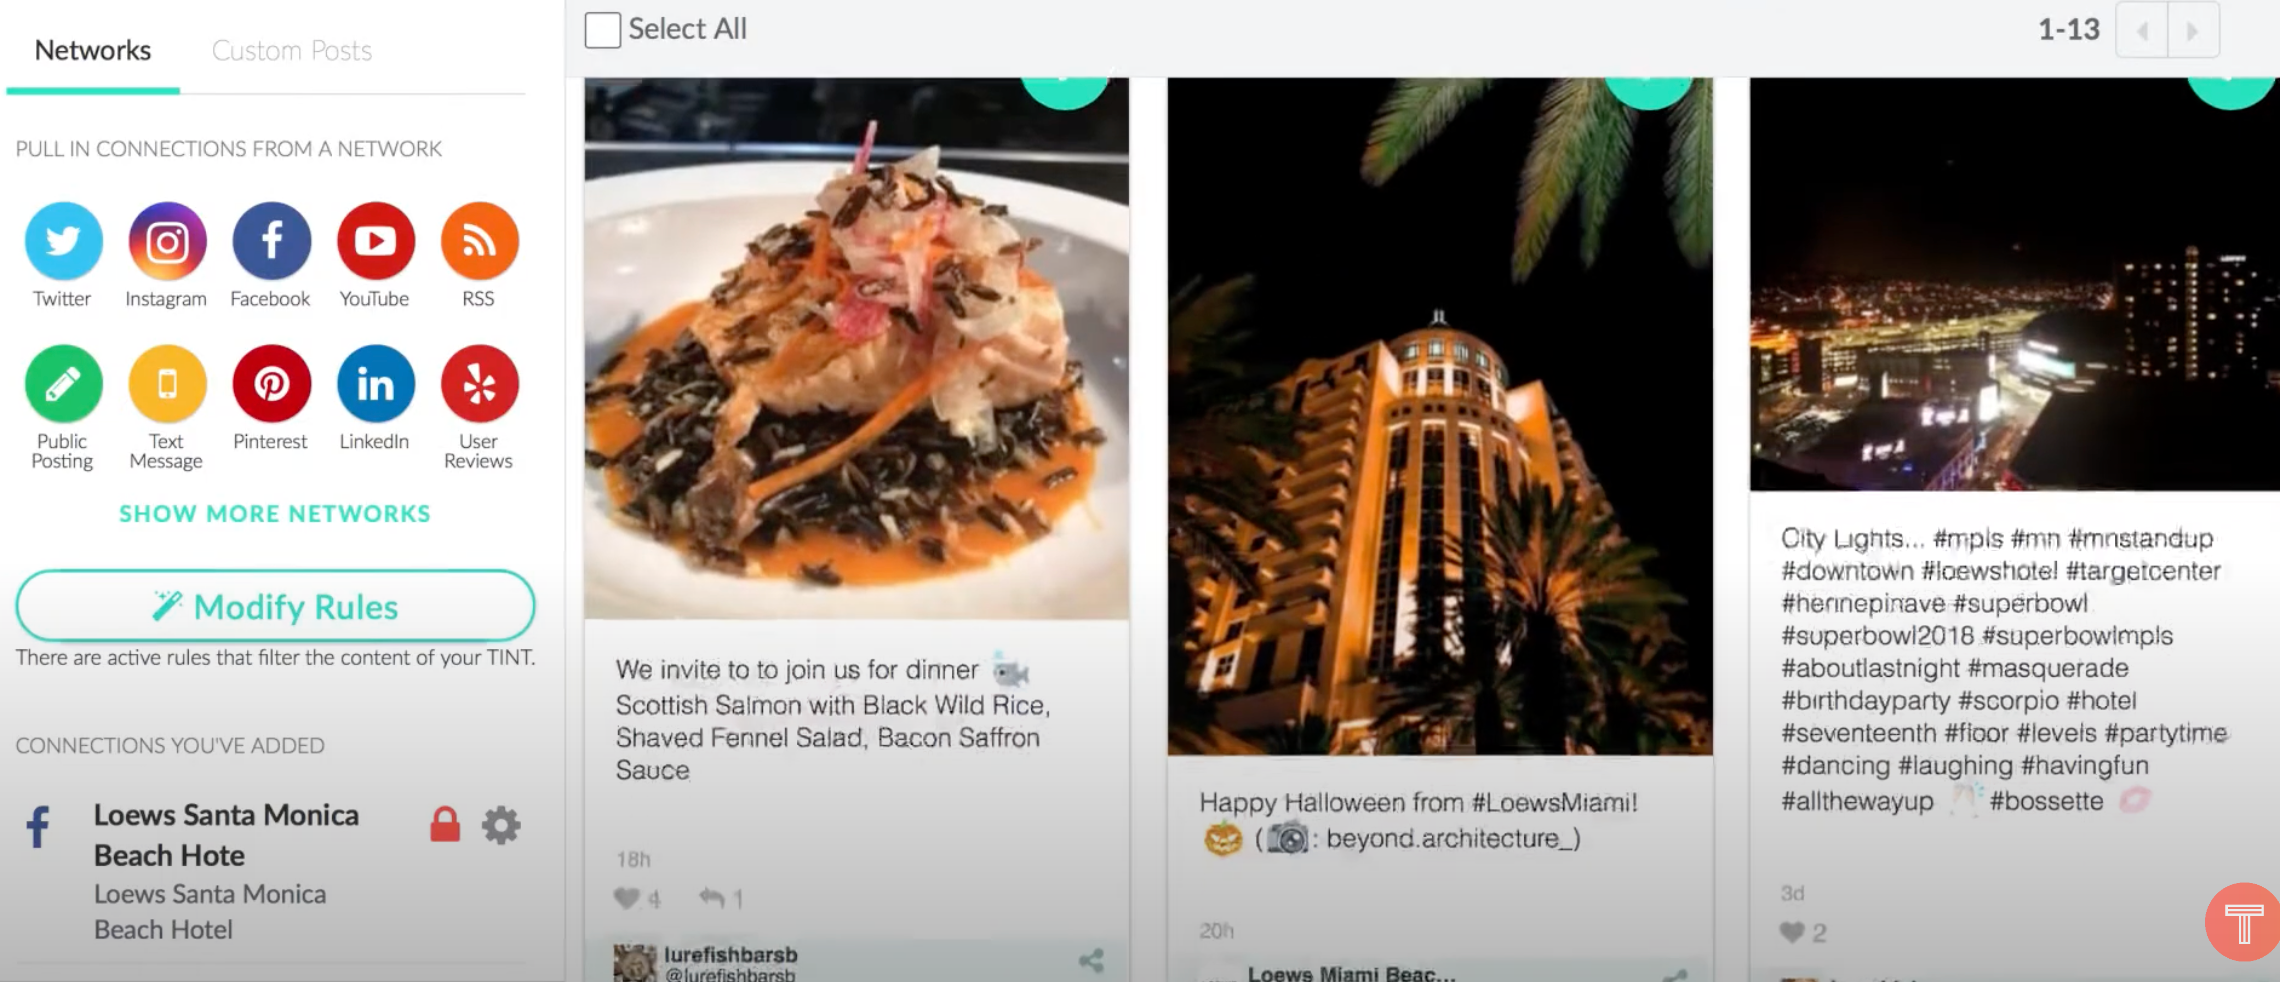 Networks
Custom Posts
PULL IN CONNECTIONS FROM A NETWORK
Twitter
Instagram
Facebook
YouTube
RSS
Public
Posting
Text
Message
Pinterest
LinkedIn
User
Reviews
SHOW MORE NETWORKS
Modify Rules
There are active rules that filter the content of your TINT.
CONNECTIONS YOU'VE ADDED
Loews Santa Monica
Beach Hote
Loews Santa Monica
Beach Hotel
Select All
1-13
We invite to to join us for dinner
Scottish Salmon with Black Wild Rice,
Shaved Fennel Salad, Bacon Saffron
Sauce
18h
4 1
lurefishbarsb
@lurefishbarsb
Happy Halloween from #LoewsMiami!
🎃 (📷: beyond.architecture_)
20h
Loews Miami Beac...
City Lights... #mpls #mn #mnstandup
#downtown #loewshotel #targetcenter
#hennepinave #superbowl
#superbowl2018 #superbowlmpls
#aboutlastnight #masquerade
#birthdayparty #scorpio #hotel
#seventeenth #floor #levels #partytime
#dancing #laughing #havingfun
#allthewayup #bossette 💋
3d
2
T